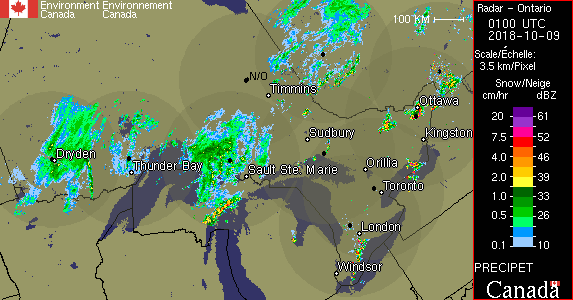 Environment Environnement
Canada Canada
100 KM
N/O
Timmins
Ottawa
Sudbury
Kingston
Dryden
Thunder Bay
Sault Ste. Marie
Orillia
Toronto
London
Windsor
Radar - Ontario
0100 UTC
2018-10-09
Scale/Échelle:
3.5 km/Pixel
Snow/Neige
cm/hr dBZ
20 61
7.5 52
4.0 46
2.0 39
1.0 33
0.5 26
0.1 10
PRECIPET
Canada